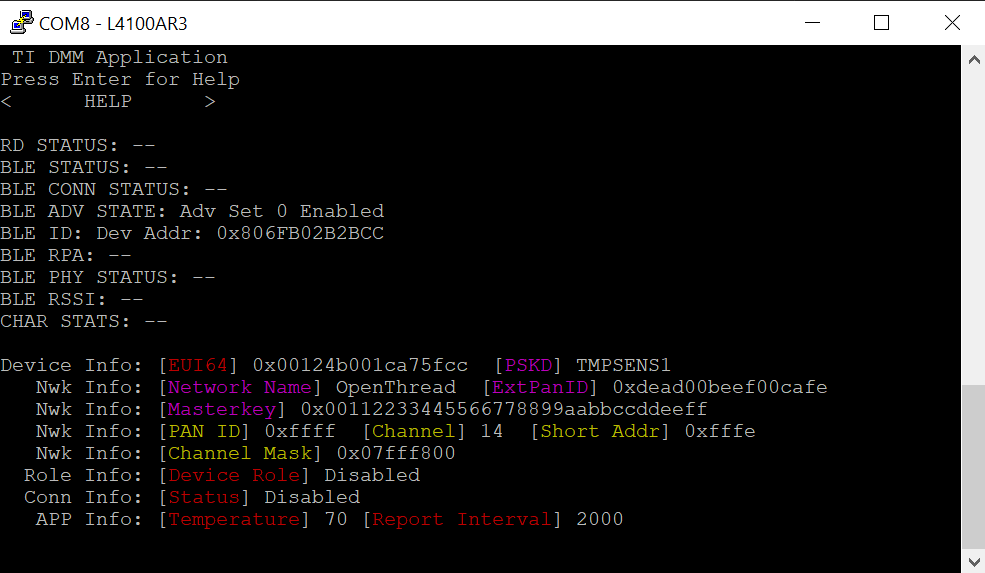 COM8 - L4100AR3
TI DMM Application
Press Enter for Help
< HELP >
RD STATUS: --
BLE STATUS: --
BLE CONN STATUS: --
BLE ADV STATE: Adv Set 0 Enabled
BLE ID: Dev Addr: 0x806FB02B2BCC
BLE RPA: --
BLE PHY STATUS: --
BLE RSSI: --
CHAR STATS: --
Device Info: [EUI64] 0x00124b001ca75fcc [PSKD] TMPSENS1
Nwk Info: [Network Name] OpenThread [ExtPanID] 0xdead00beef00cafe
Nwk Info: [Masterkey] 0x00112233445566778899aabbccddeeff
Nwk Info: [PAN ID] 0xffff [Channel] 14 [Short Addr] 0xfffe
Nwk Info: [Channel Mask] 0x07fff800
Role Info: [Device Role] Disabled
Conn Info: [Status] Disabled
APP Info: [Temperature] 70 [Report Interval] 2000